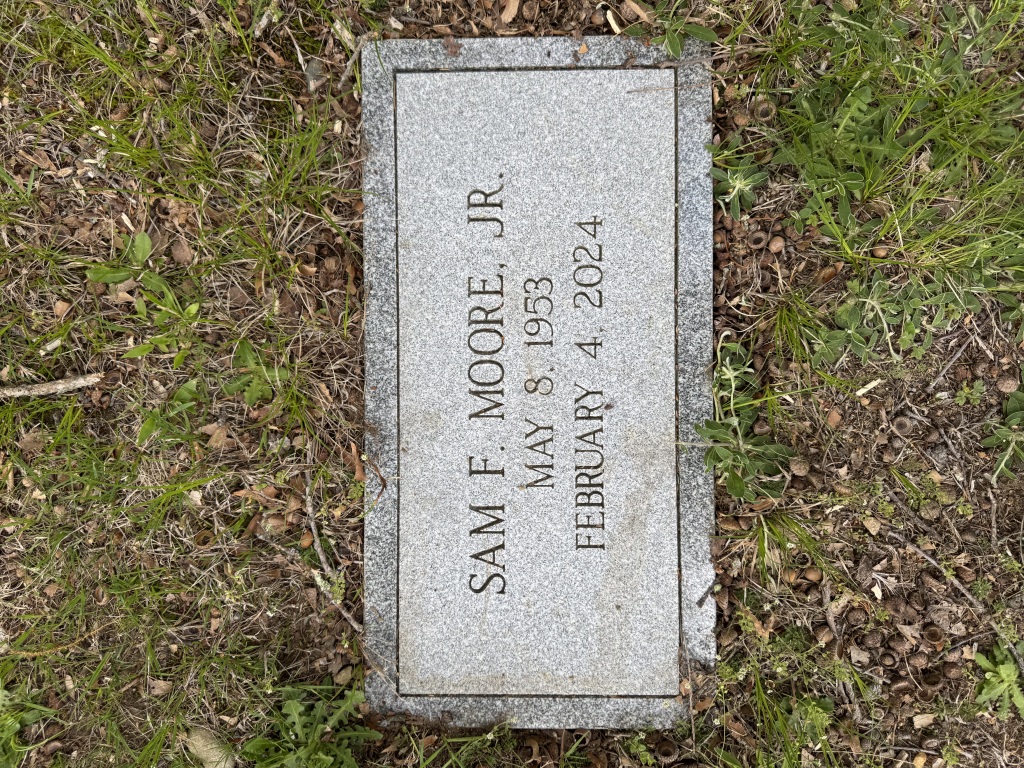 SAM F. MOORE, JR.
MAY 8, 1953
FEBRUARY 4, 2024